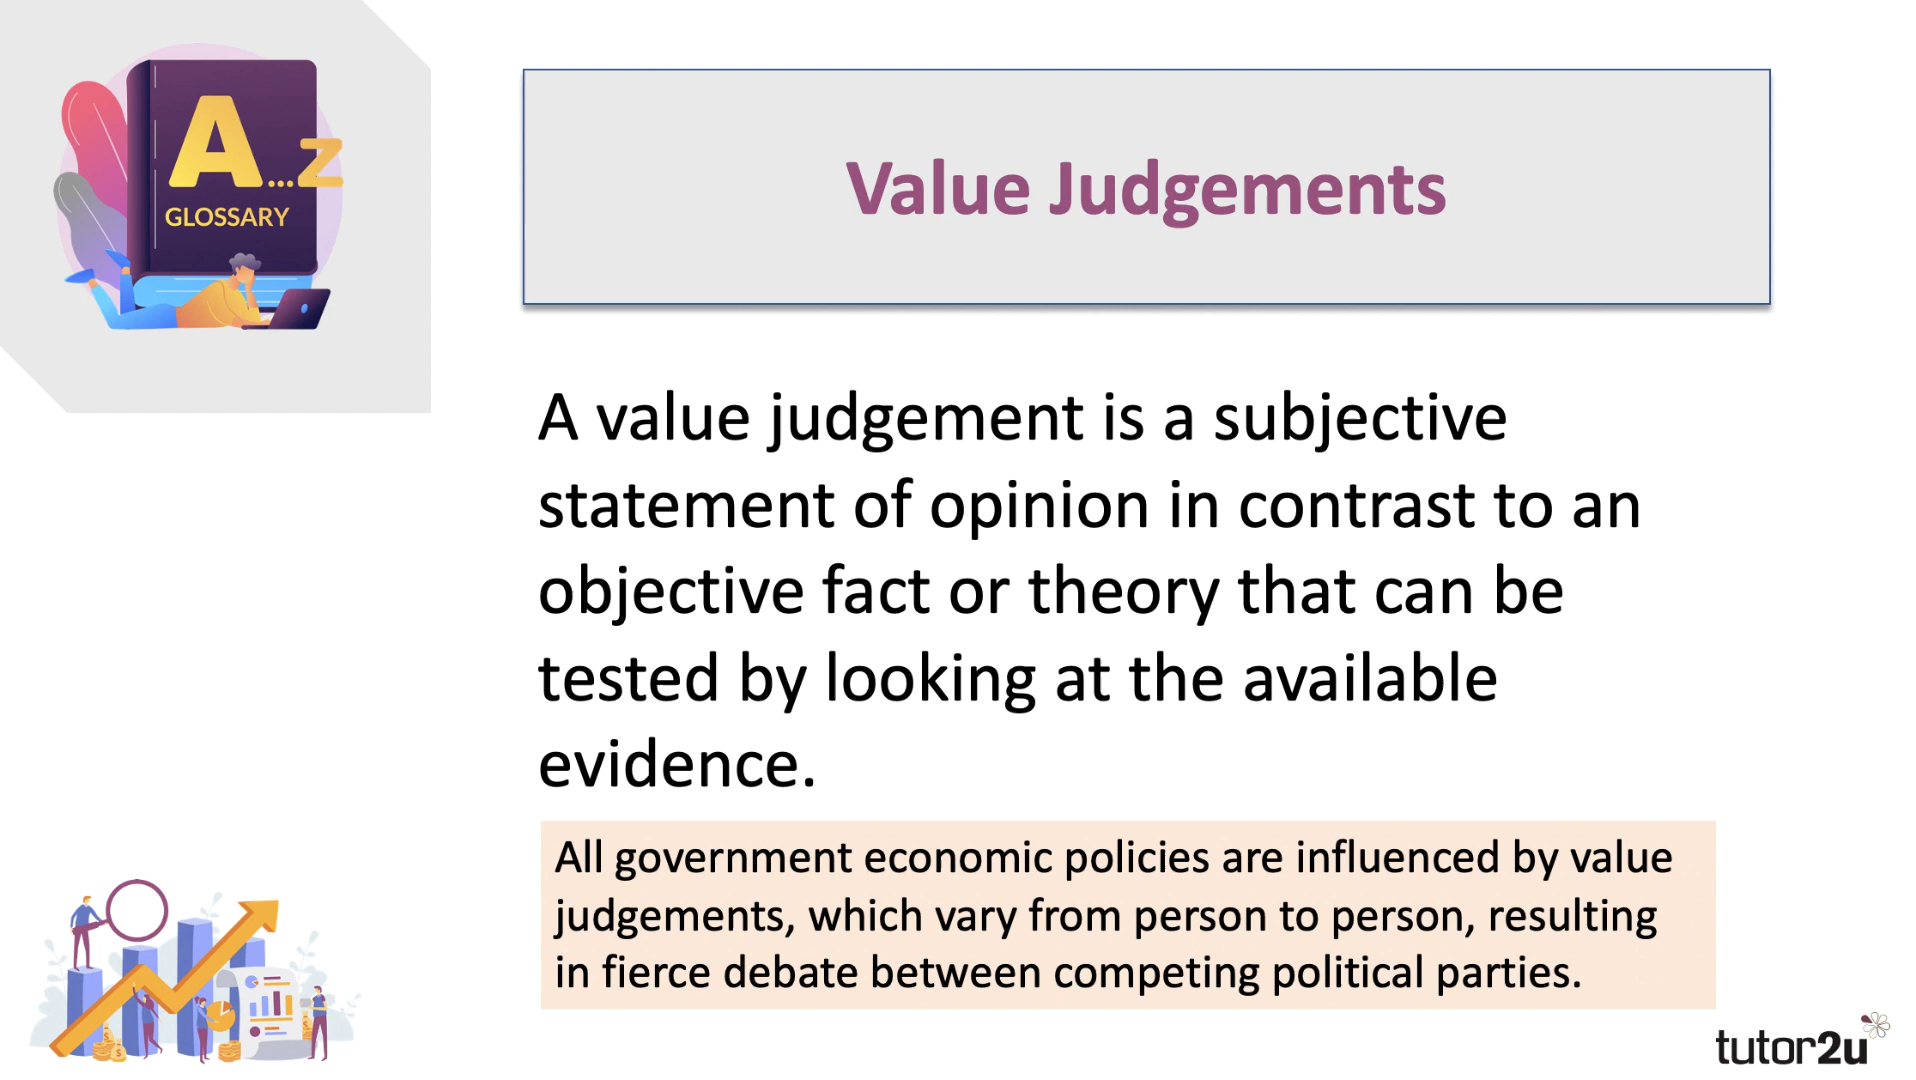 A...Z
GLOSSARY
Value Judgements
A value judgement is a subjective
statement of opinion in contrast to an
objective fact or theory that can be
tested by looking at the available
evidence.
All government economic policies are influenced by value
judgements, which vary from person to person, resulting
in fierce debate between competing political parties.
$
$
tutor2u